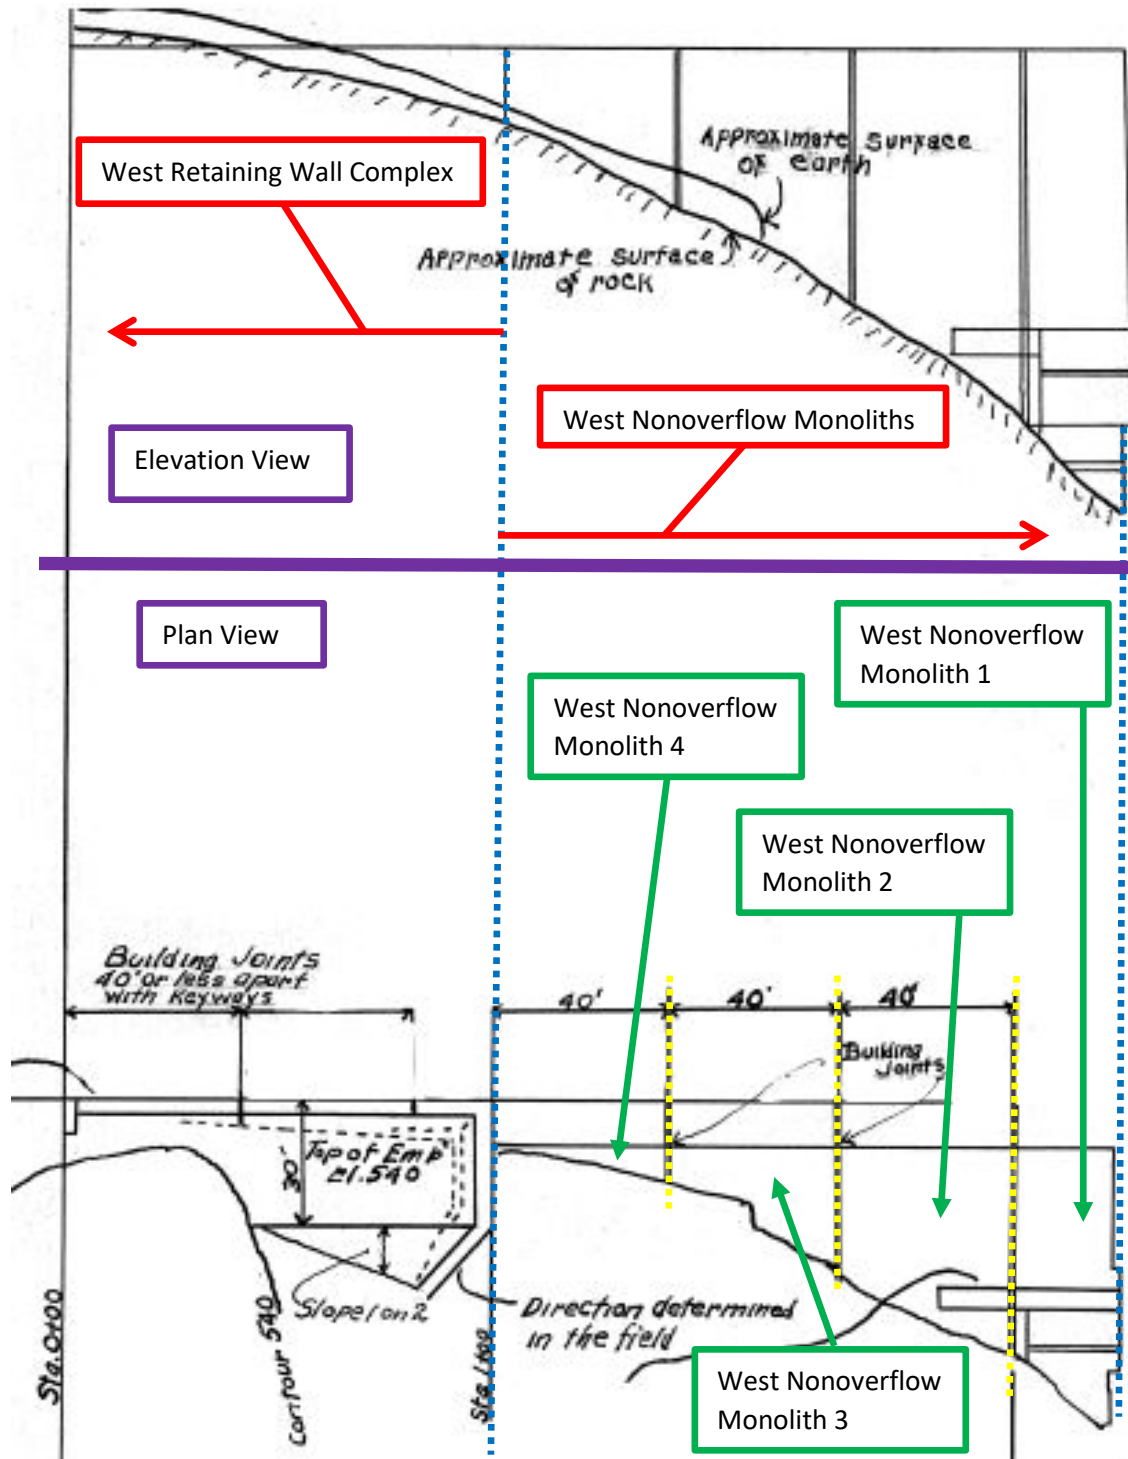 Approximate surface
of earth
West Retaining Wall Complex
Approximate surface
of rock
West Nonoverflow Monoliths
Elevation View
Plan View
West Nonoverflow
Monolith 1
West Nonoverflow
Monolith 4
West Nonoverflow
Monolith 2
Building Joints
40' or less apart
with Keyways
40'
40'
40'
Building
Joints
Top of Emb
El. 540
30'
Slope 1 on 2
Direction determined
in the field
Sta. 0+00
Contour 540
Sta 1+00
West Nonoverflow
Monolith 3